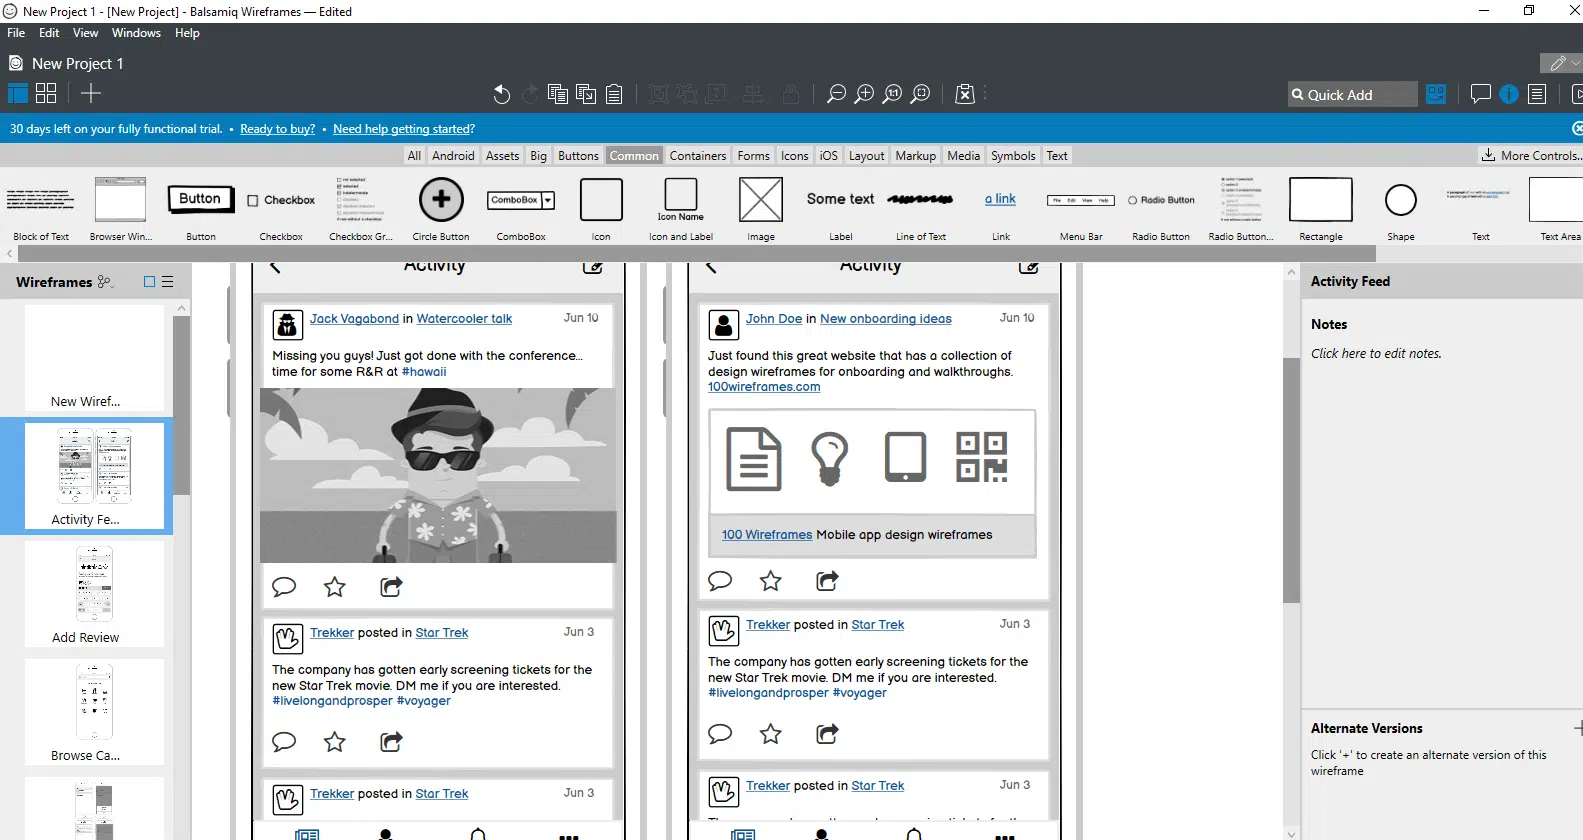 New Project 1 - [New Project] - Balsamiq Wireframes — Edited
File Edit View Windows Help
New Project 1
Quick Add
30 days left on your fully functional trial. • Ready to buy? • Need help getting started?
All Android Assets Big Buttons Common Containers Forms Icons iOS Layout Markup Media Symbols Text
More Controls...
Button
Checkbox
ComboBox
Icon Name
Some text
a link
File Edit View Help
Radio Button
Block of Text
Browser Win...
Button
Checkbox
Checkbox Gr...
Circle Button
ComboBox
Icon
Icon and Label
Image
Label
Line of Text
Link
Menu Bar
Radio Button
Radio Button...
Rectangle
Shape
Text
Text Area
Wireframes
New Wiref...
Activity Fe...
Add Review
Browse Ca...
Activity
Jack Vagabond in Watercooler talk Jun 10
Missing you guys! Just got done with the conference...
time for some R&R at #hawaii
Trekker posted in Star Trek Jun 3
The company has gotten early screening tickets for the
new Star Trek movie. DM me if you are interested.
#livelongandprosper #voyager
Trekker posted in Star Trek Jun 3
Activity
John Doe in New onboarding ideas Jun 10
Just found this great website that has a collection of
design wireframes for onboarding and walkthroughs.
100wireframes.com
100 Wireframes Mobile app design wireframes
Trekker posted in Star Trek Jun 3
The company has gotten early screening tickets for the
new Star Trek movie. DM me if you are interested.
#livelongandprosper #voyager
Trekker posted in Star Trek Jun 3
Activity Feed
Notes
Click here to edit notes.
Alternate Versions
Click '+' to create an alternate version of this
wireframe